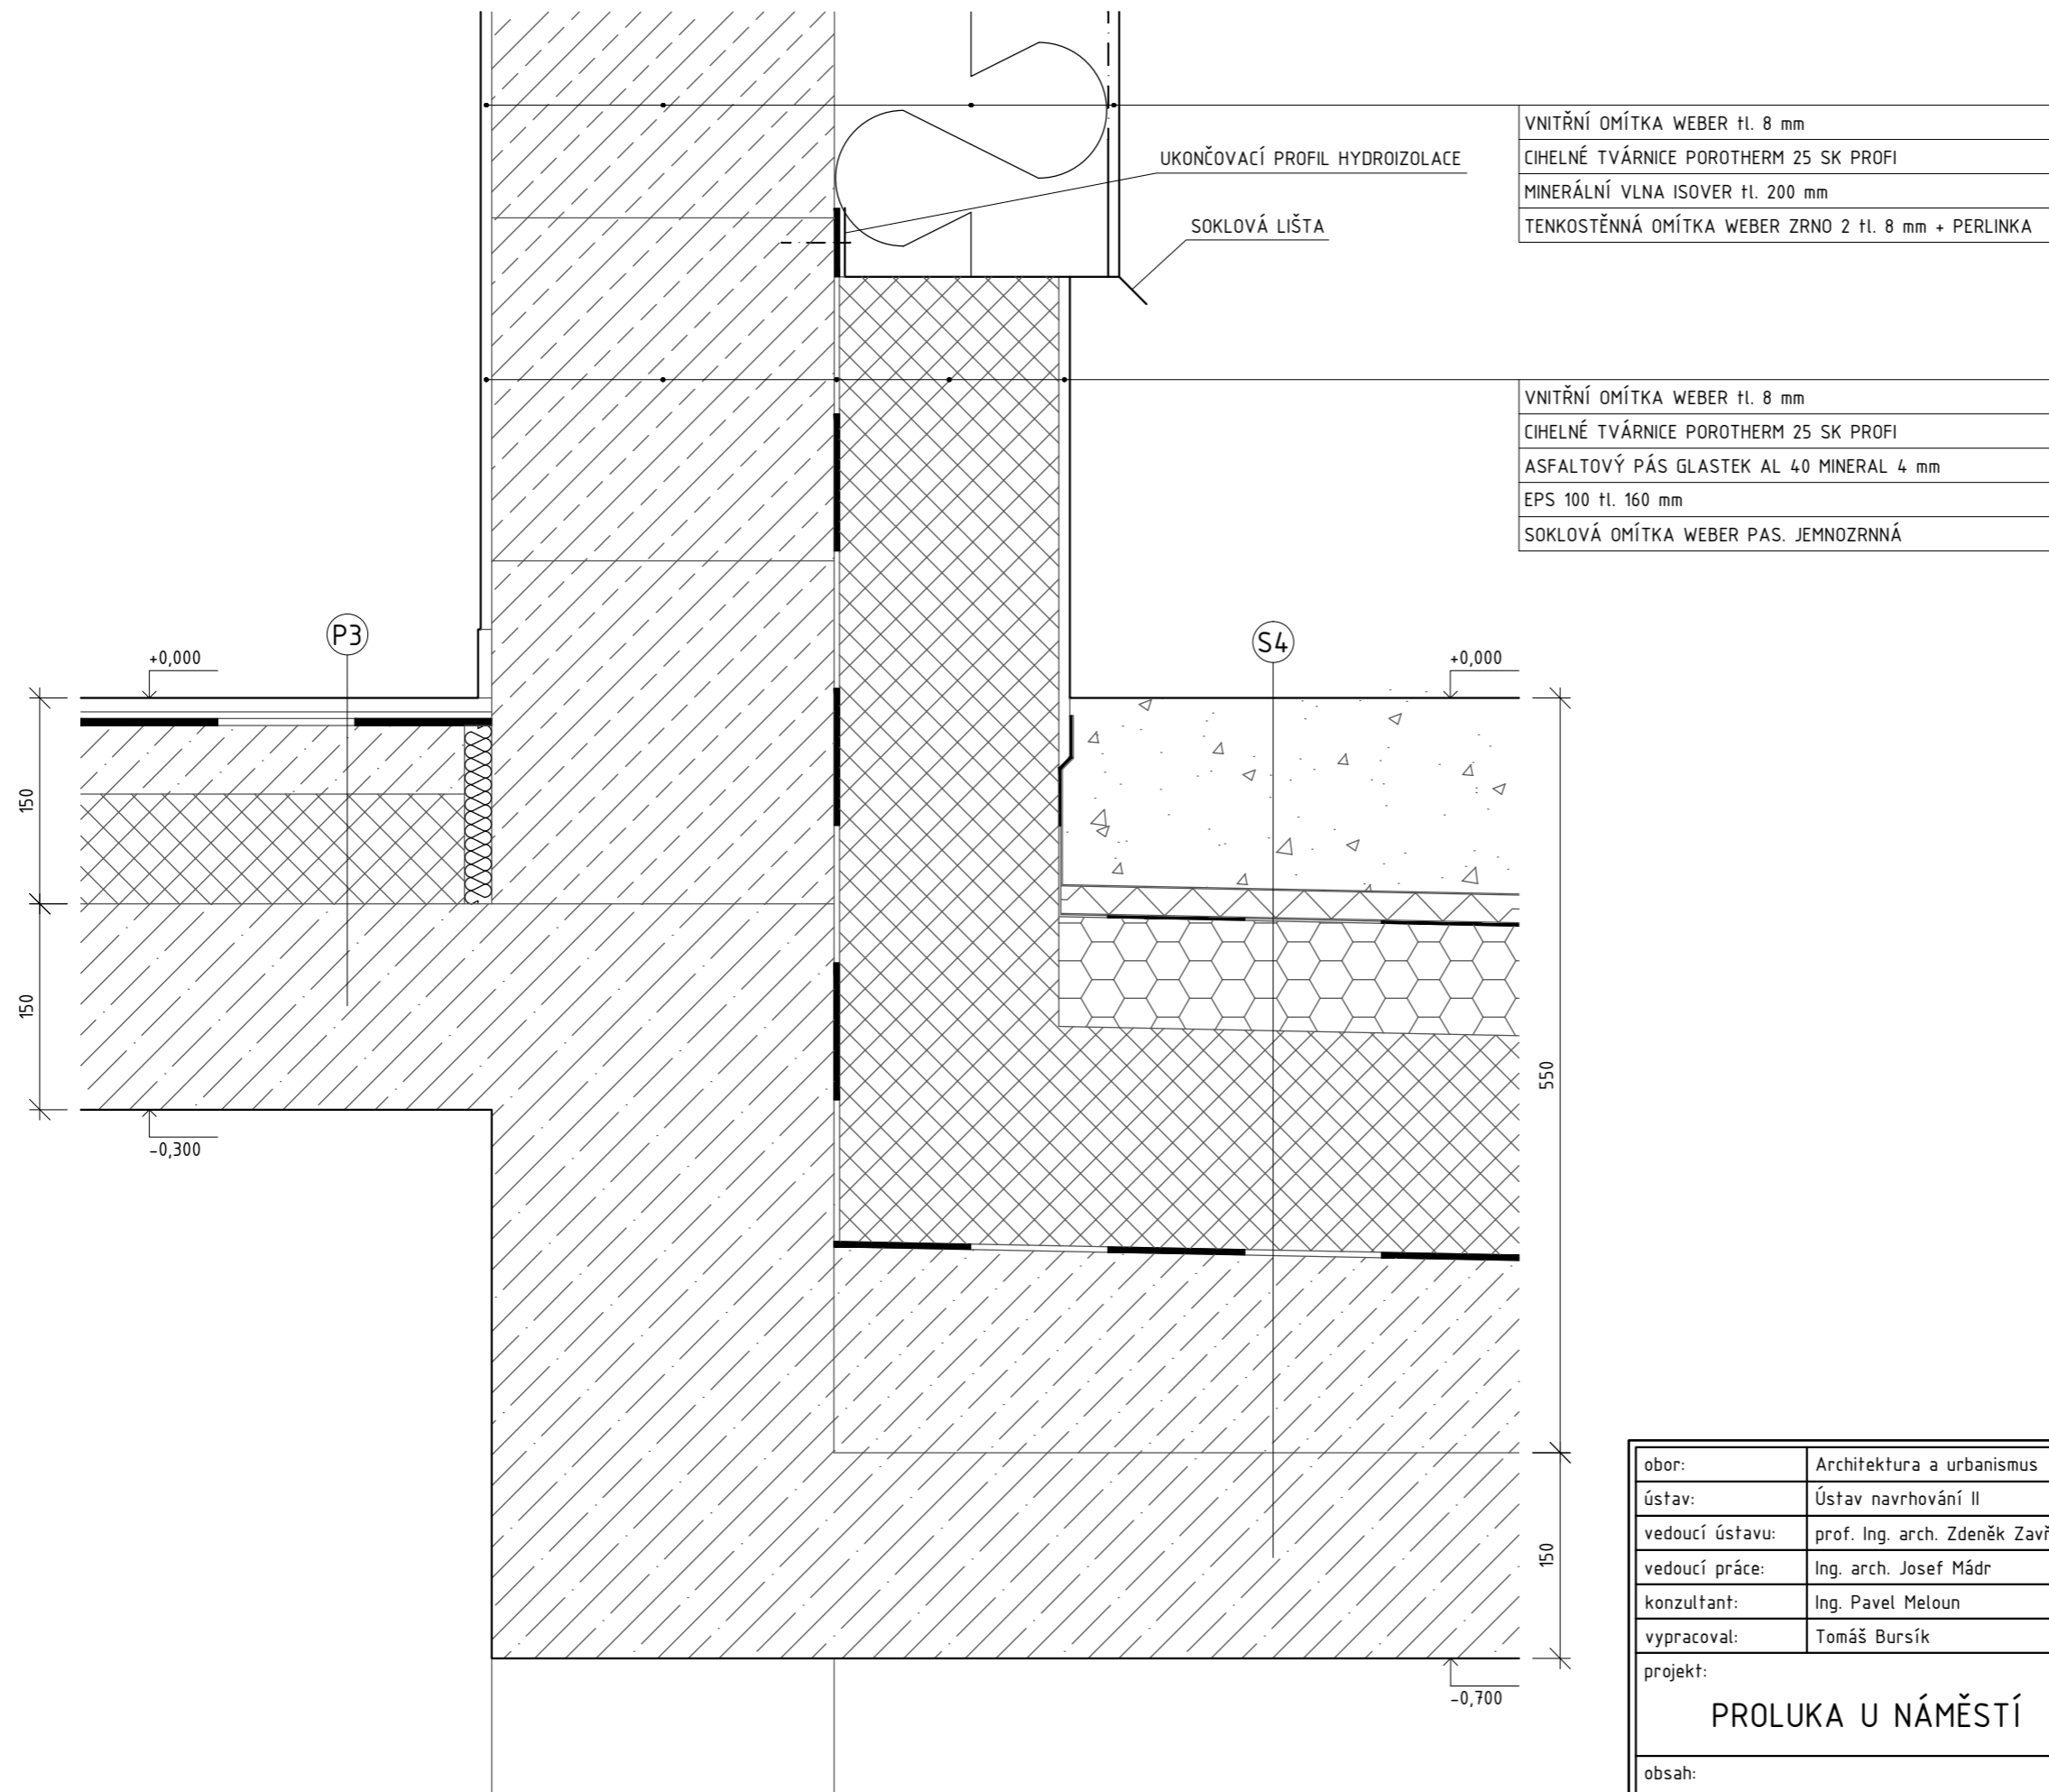 VNITŘNÍ OMÍTKA WEBER tl. 8 mm
CIHELNÉ TVÁRNICE POROTHERM 25 SK PROFI
MINERÁLNÍ VLNA ISOVER tl. 200 mm
TENKOSTĚNNÁ OMÍTKA WEBER ZRNO 2 tl. 8 mm + PERLINKA
UKONČOVACÍ PROFIL HYDROIZOLACE
SOKLOVÁ LIŠTA
VNITŘNÍ OMÍTKA WEBER tl. 8 mm
CIHELNÉ TVÁRNICE POROTHERM 25 SK PROFI
ASFALTOVÝ PÁS GLASTEK AL 40 MINERAL 4 mm
EPS 100 tl. 160 mm
SOKLOVÁ OMÍTKA WEBER PAS. JEMNOZRNNÁ
P3
S4
+0,000
+0,000
150
150
550
150
-0,300
-0,700
obor: Architektura a urbanismus
ústav: Ústav navrhování II
vedoucí ústavu: prof. Ing. arch. Zdeněk
vedoucí práce: Ing. arch. Josef Mádr
konzultant: Ing. Pavel Meloun
vypracoval: Tomáš Bursík
projekt:
PROLUKA U NÁMĚSTÍ
obsah: